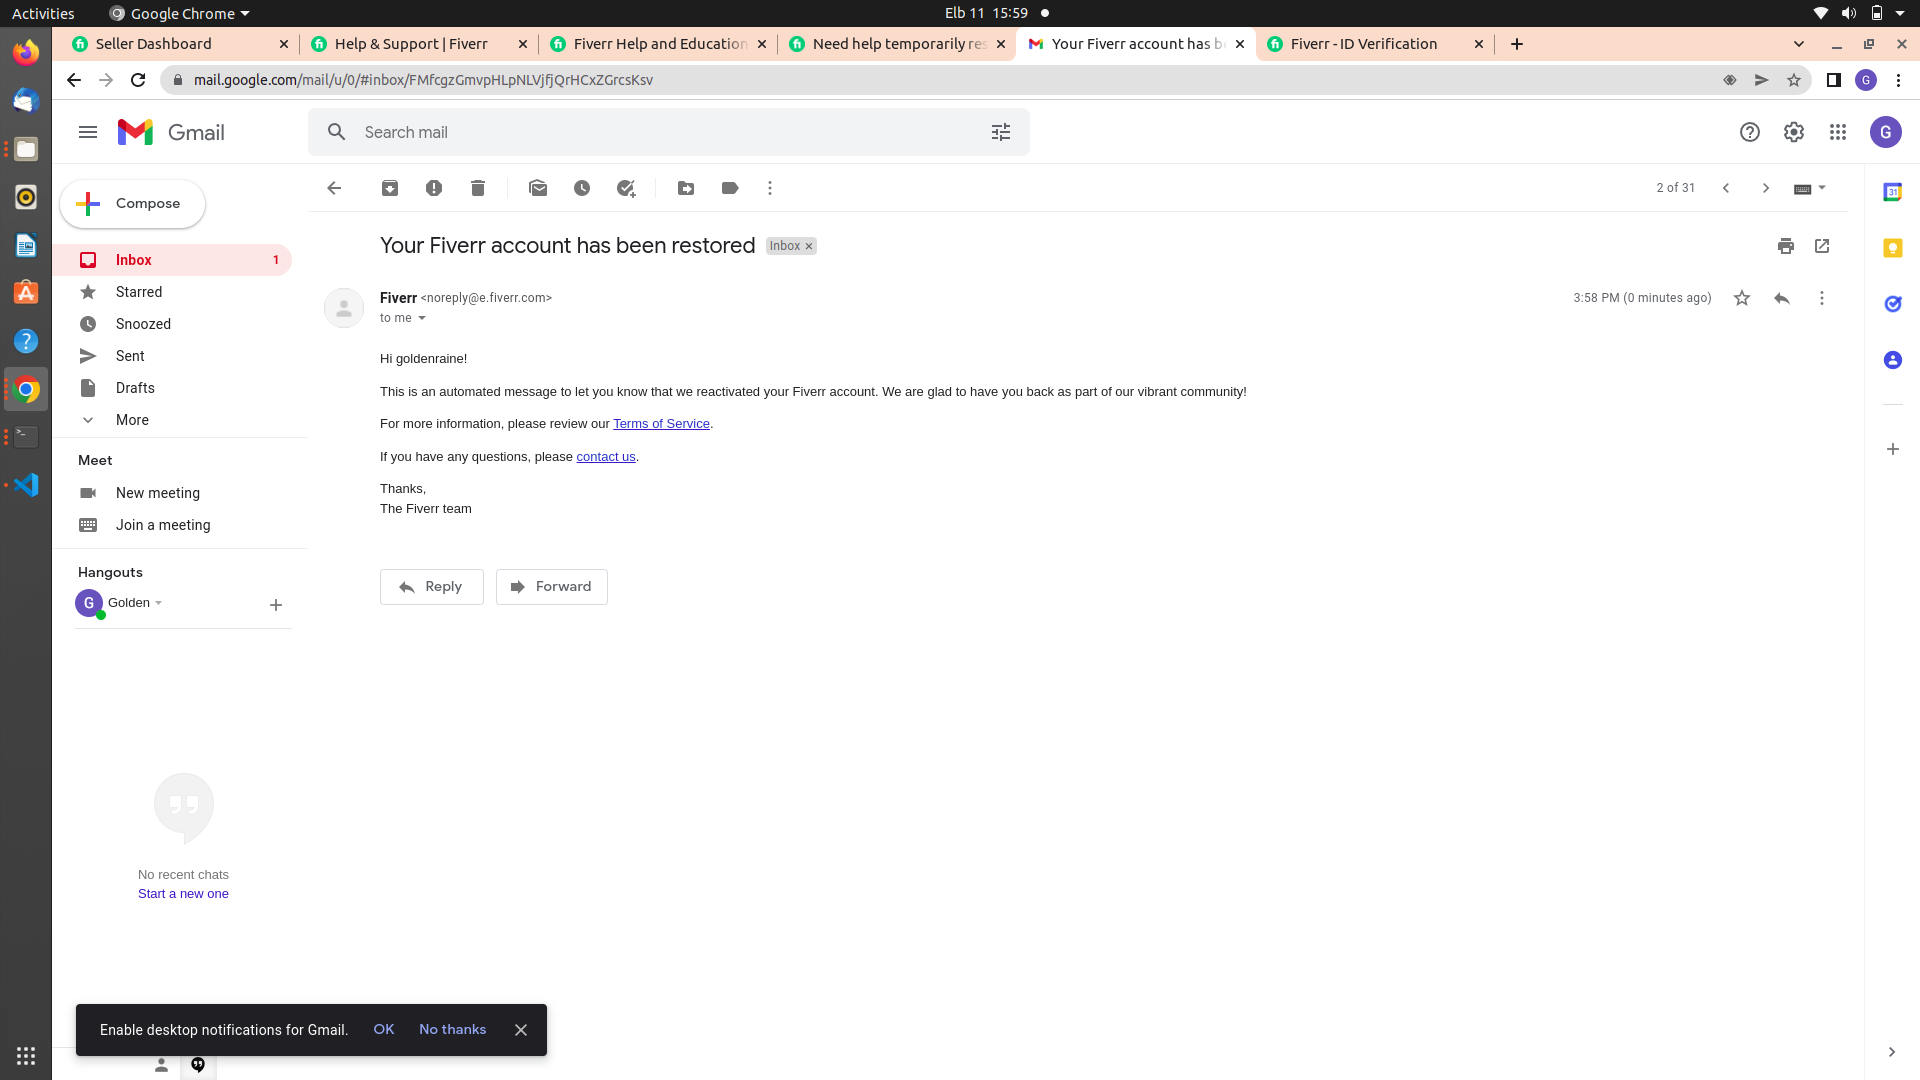 Activities
Google Chrome
Elb 11 15:59
Seller Dashboard
Help & Support | Fiverr
Fiverr Help and Education
Need help temporarily res
Your Fiverr account has be
Fiverr - ID Verification
mail.google.com/mail/u/0/#inbox/FMfcgzGmvpHLpNLVjfjQrHCxZGrcsKsv
G
Gmail
Search mail
G
Compose
2 of 31
31
Your Fiverr account has been restored
Inbox
Inbox 1
Starred
Snoozed
Sent
Drafts
More
Fiverr <noreply@e.fiverr.com>
3:58 PM (0 minutes ago)
to me
Hi goldenraine!
This is an automated message to let you know that we reactivated your Fiverr account. We are glad to have you back as part of our vibrant community!
For more information, please review our Terms of Service.
If you have any questions, please contact us.
Thanks,
The Fiverr team
Reply
Forward
Meet
New meeting
Join a meeting
Hangouts
G
Golden
No recent chats
Start a new one
Enable desktop notifications for Gmail.
OK
No thanks